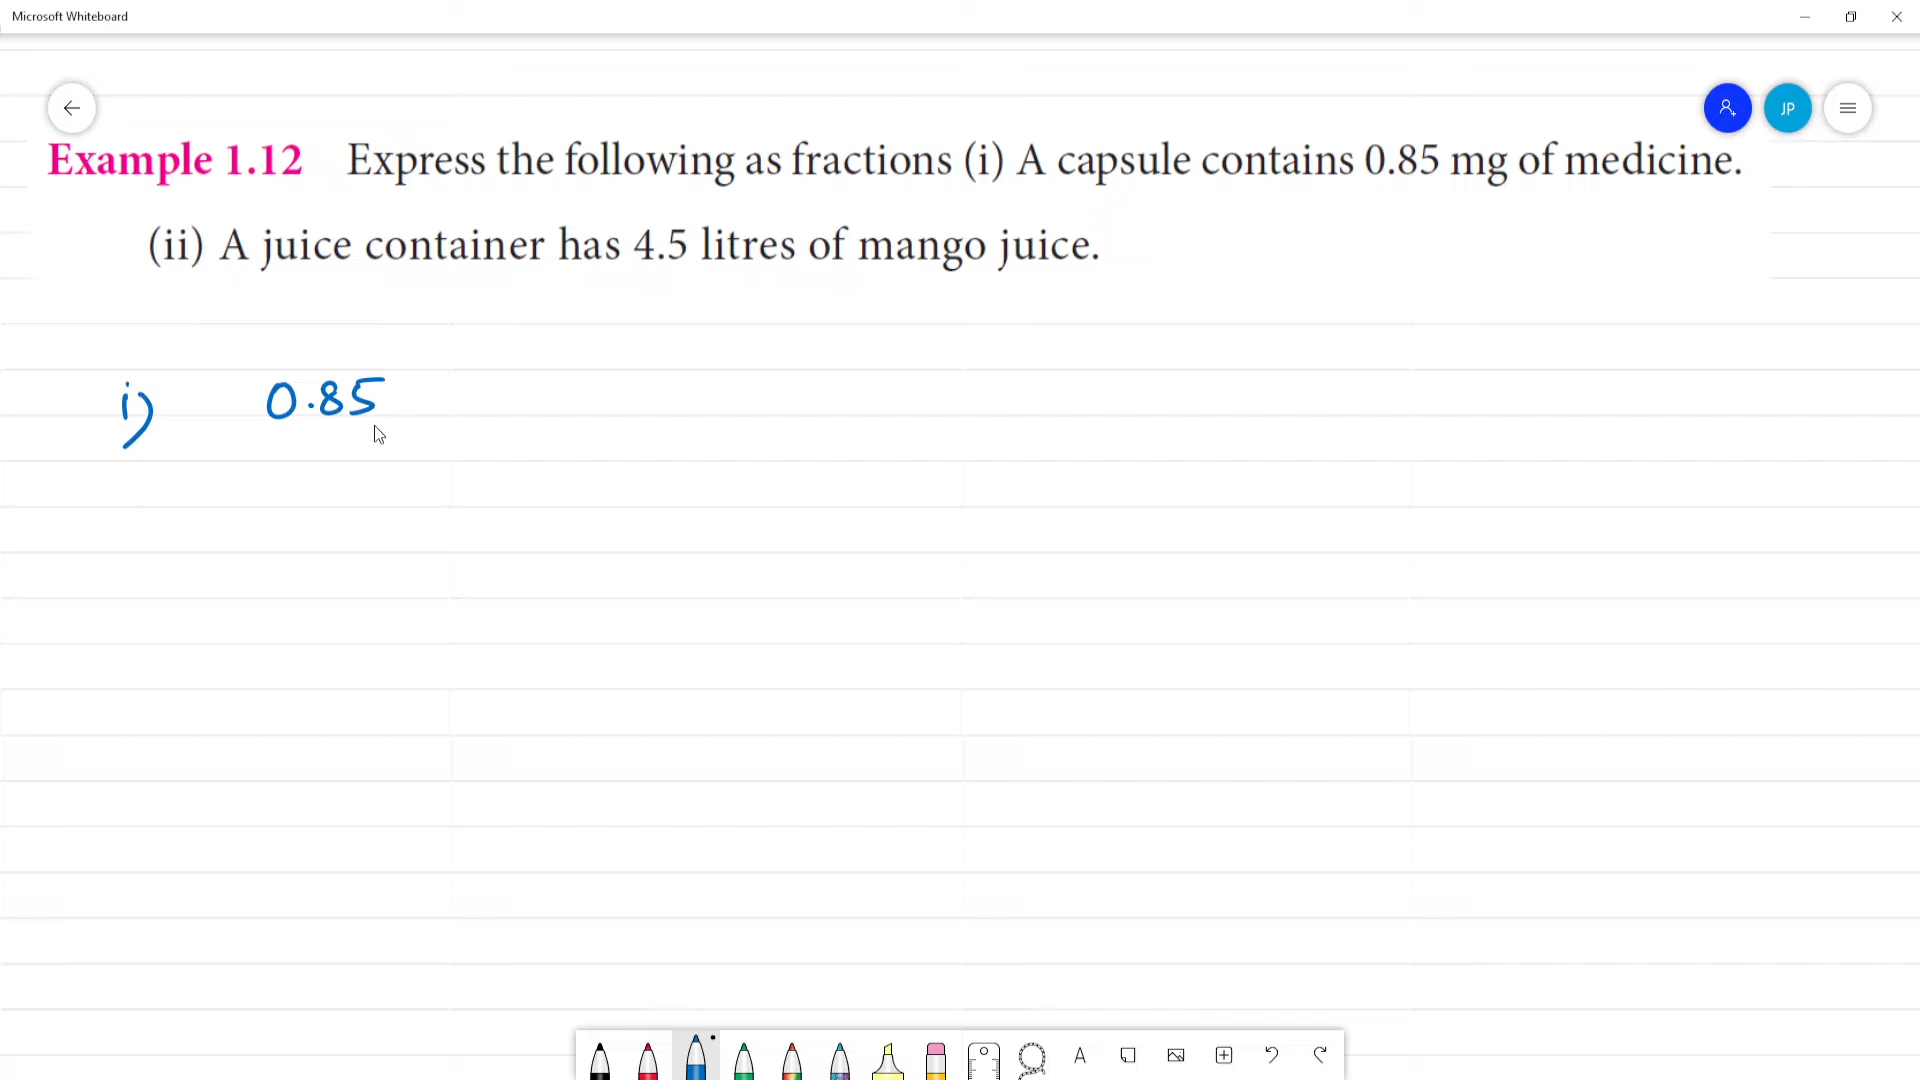 Microsoft Whiteboard
JP
Example 1.12 Express the following as fractions (i) A capsule contains 0.85 mg of medicine.
(ii) A juice container has 4.5 litres of mango juice.
i) 0.85
A